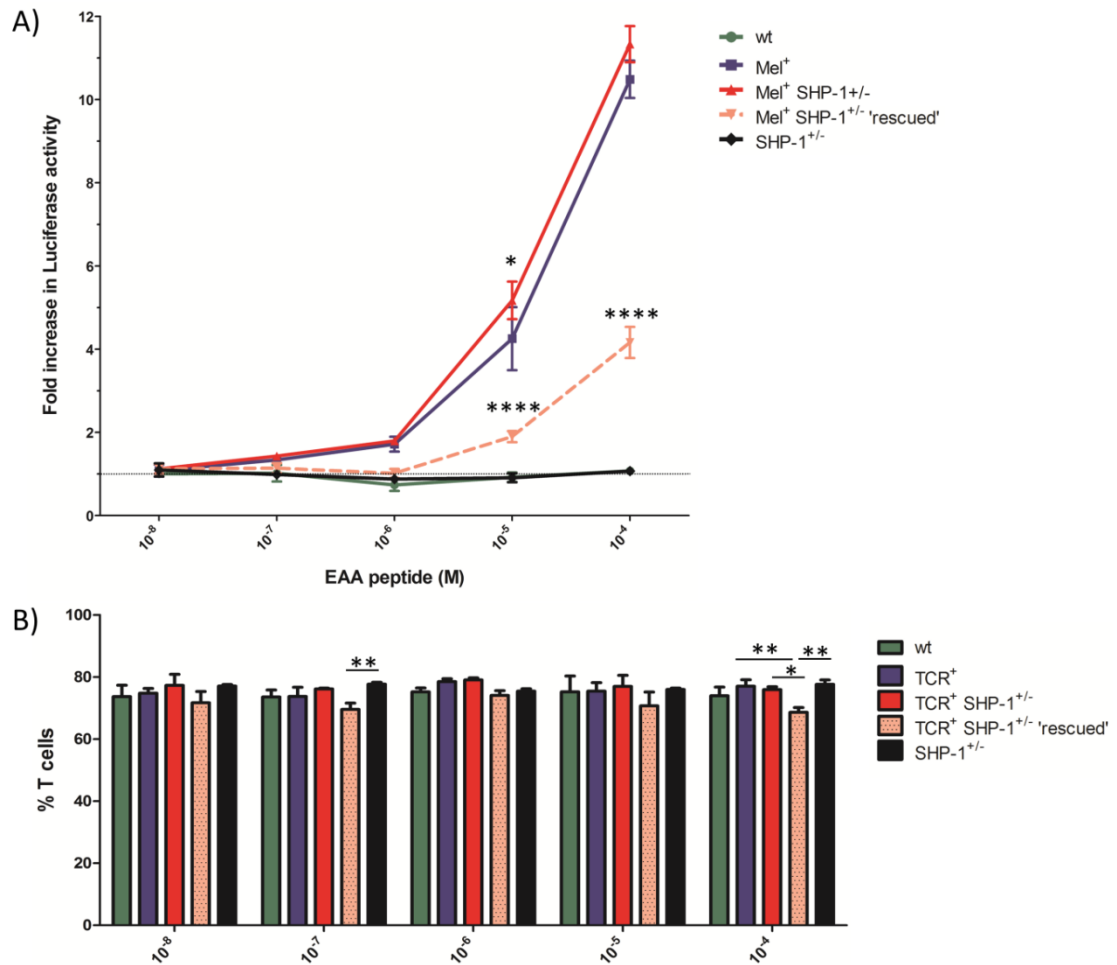 A)
Fold increase in Luciferase activity
12
10
8
6
4
2
0
*
****
****
10⁻⁸
10⁻⁷
10⁻⁶
10⁻⁵
10⁻⁴
EAA peptide (M)
wt
Mel⁺
Mel⁺ SHP-1+/-
Mel⁺ SHP-1⁺/⁻ 'rescued'
SHP-1⁺/⁻
B)
% T cells
100
80
60
40
20
0
**
**
*
**
10⁻⁸
10⁻⁷
10⁻⁶
10⁻⁵
10⁻⁴
wt
TCR⁺
TCR⁺ SHP-1⁺/⁻
TCR⁺ SHP-1⁺/⁻ 'rescued'
SHP-1⁺/⁻